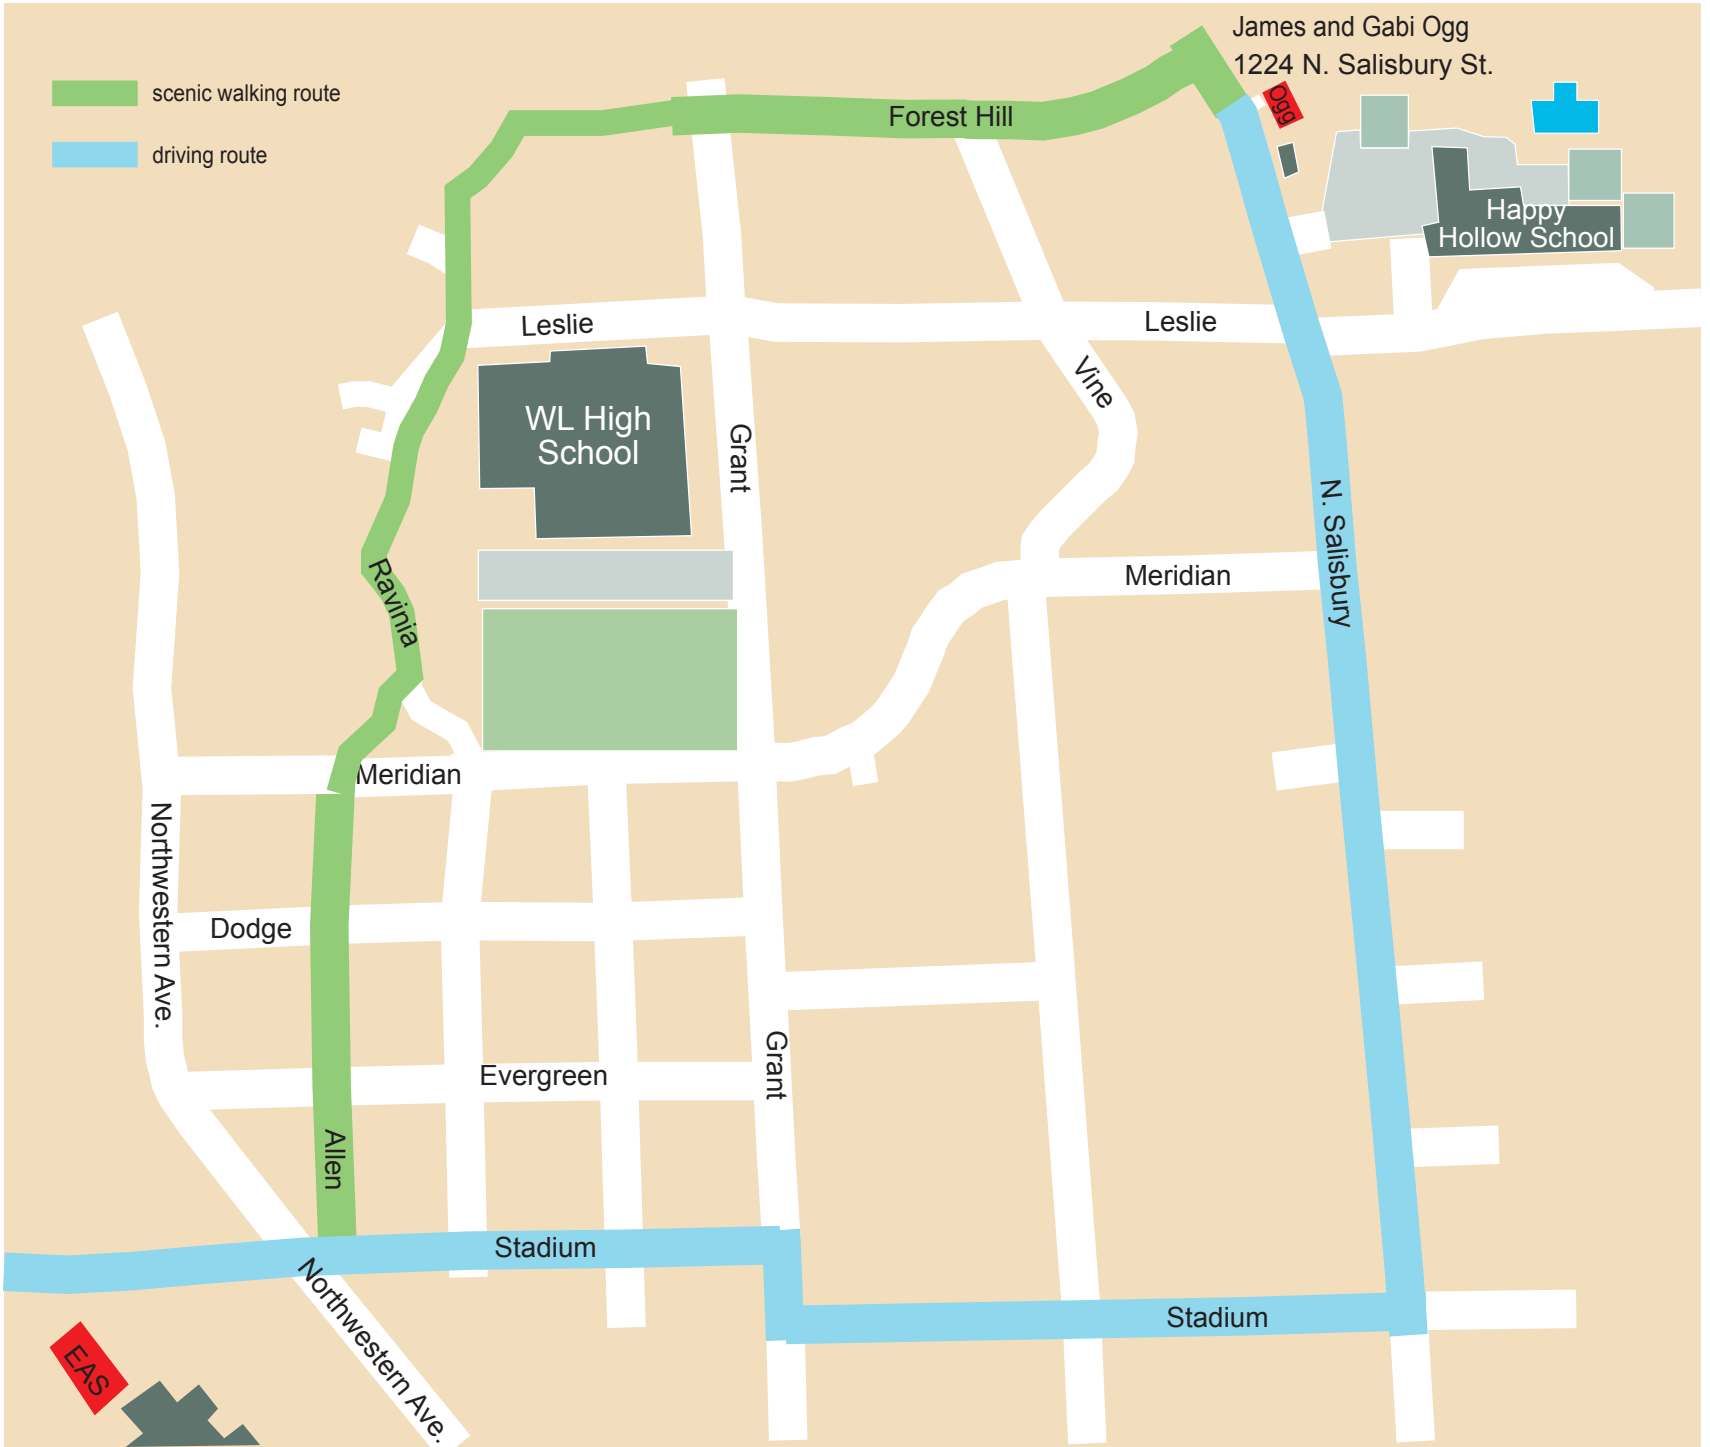 James and Gabi Ogg
1224 N. Salisbury St.
scenic walking route
driving route
Ogg
Forest Hill
Happy
Hollow School
Leslie
Leslie
Vine
WL High
School
Grant
N. Salisbury
Ravinia
Meridian
Meridian
Northwestern Ave.
Dodge
Grant
Evergreen
Allen
Stadium
Northwestern Ave.
Stadium
EAS